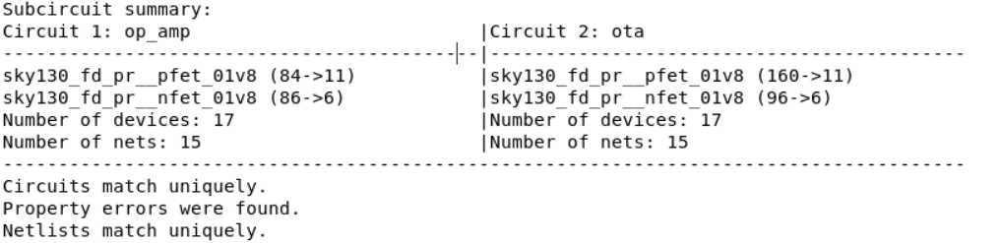 Subcircuit summary:
Circuit 1: op_amp                          |Circuit 2: ota
-----------------------------------------|--|-------------------------------------------
sky130_fd_pr__pfet_01v8 (84->11)           |sky130_fd_pr__pfet_01v8 (160->11)
sky130_fd_pr__nfet_01v8 (86->6)            |sky130_fd_pr__nfet_01v8 (96->6)
Number of devices: 17                      |Number of devices: 17
Number of nets: 15                         |Number of nets: 15
---------------------------------------------------------------------------------------
Circuits match uniquely.
Property errors were found.
Netlists match uniquely.